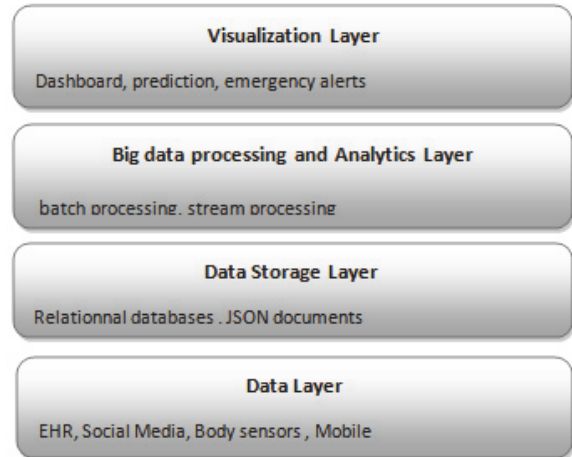 Visualization Layer
Dashboard, prediction, emergency alerts
Big data processing and Analytics Layer
batch processing, stream processing
Data Storage Layer
Relationnal databases . JSON documents
Data Layer
EHR, Social Media, Body sensors , Mobile